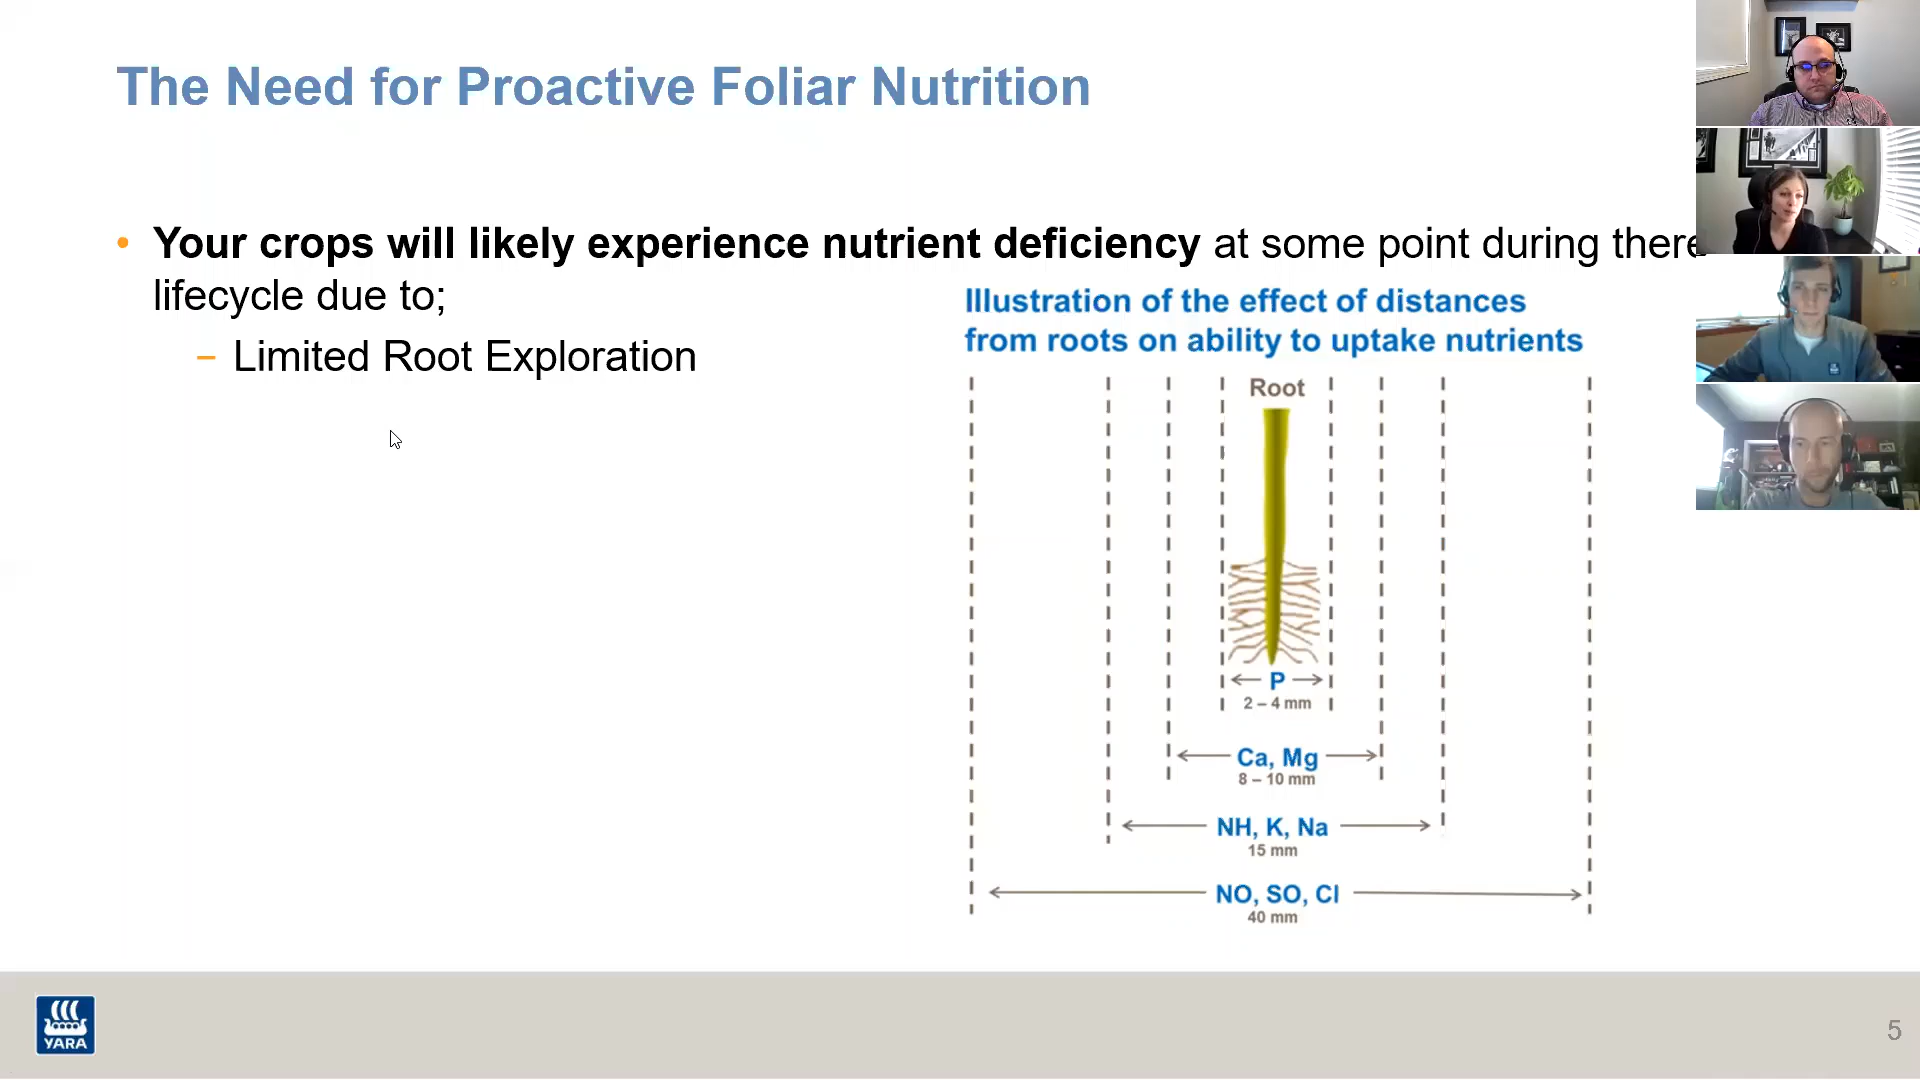 The Need for Proactive Foliar Nutrition
• Your crops will likely experience nutrient deficiency at some point during there
lifecycle due to;
– Limited Root Exploration
Illustration of the effect of distances
from roots on ability to uptake nutrients
Root
P
2 – 4 mm
Ca, Mg
8 – 10 mm
NH, K, Na
15 mm
NO, SO, Cl
40 mm
YARA
5